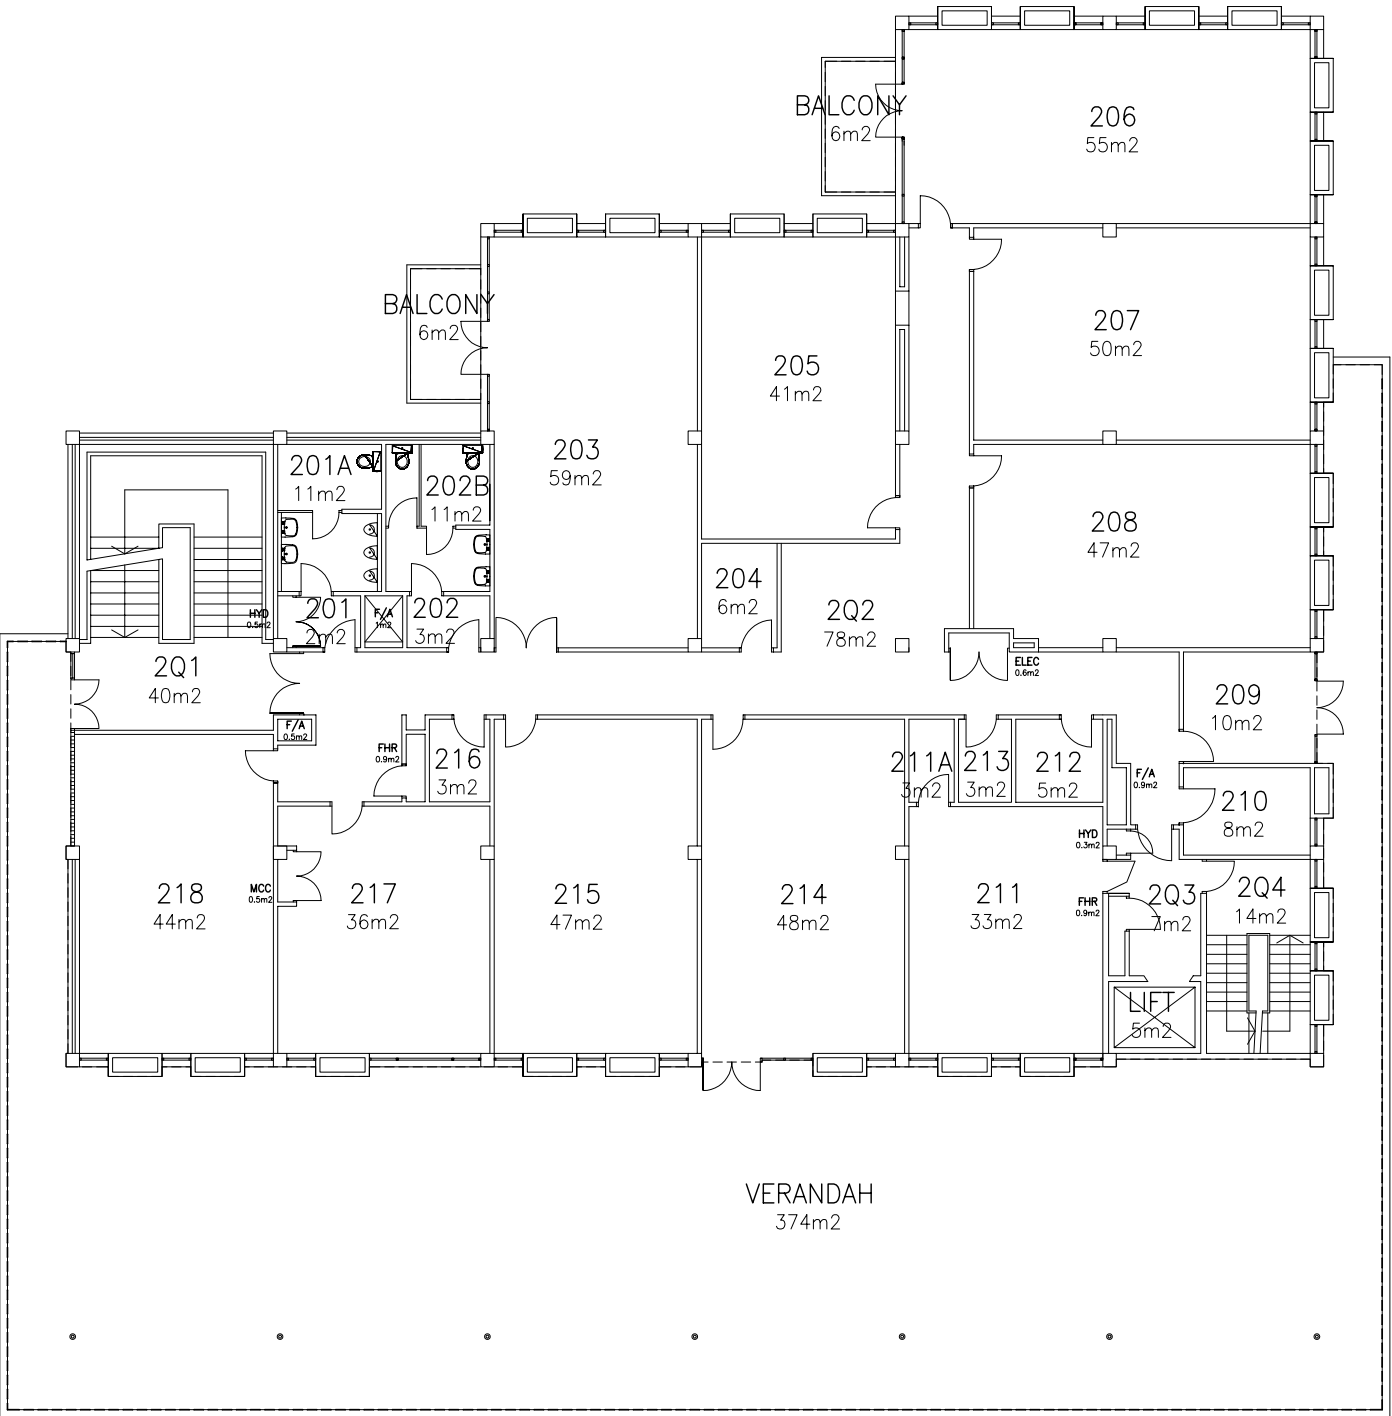 BALCONY
6m2
206
55m2
BALCONY
6m2
207
50m2
205
41m2
203
59m2
201A
11m2
202B
11m2
208
47m2
204
6m2
2Q2
78m2
HYD
0.5m2
201
2m2
F/A
1m2
202
3m2
2Q1
40m2
ELEC
0.6m2
209
10m2
F/A
0.5m2
FHR
0.9m2
216
3m2
211A
3m2
213
3m2
212
5m2
F/A
0.9m2
210
8m2
HYD
0.3m2
218
44m2
MCC
0.5m2
217
36m2
215
47m2
214
48m2
211
33m2
FHR
0.9m2
2Q3
7m2
2Q4
14m2
LIFT
5m2
VERANDAH
374m2